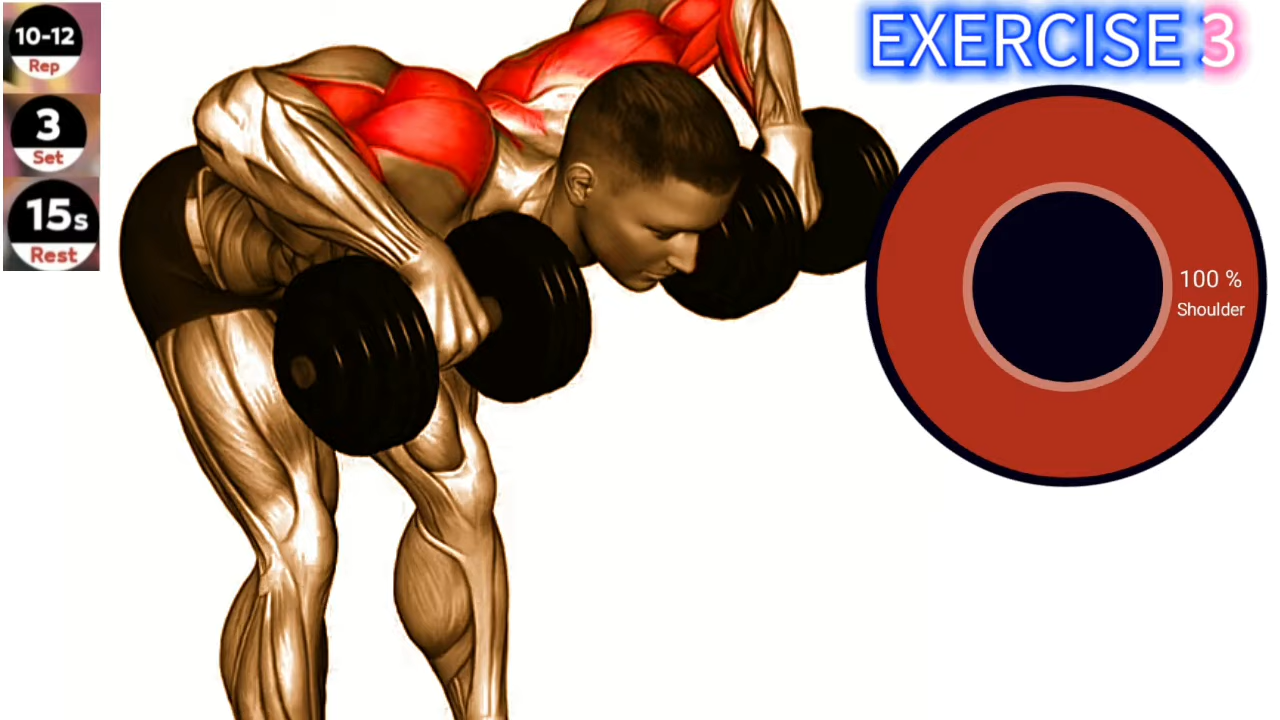 10-12
Rep
3
Set
15s
Rest
EXERCISE 3
100 %
Shoulder